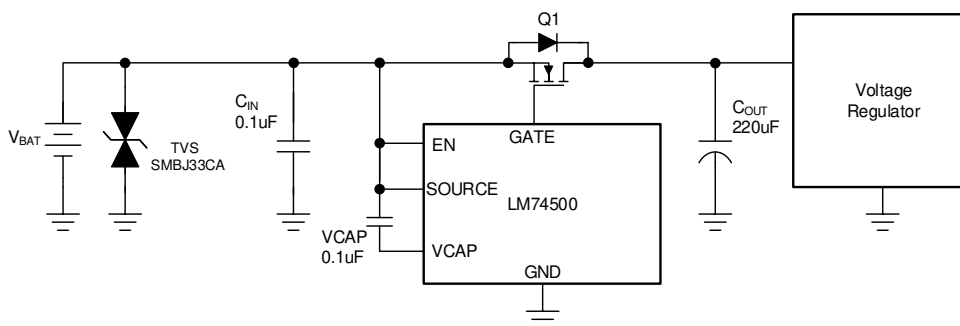 Q1
V_BAT
TVS
SMBJ33CA
C_IN
0.1uF
EN
SOURCE
VCAP
GATE
LM74500
GND
VCAP
0.1uF
C_OUT
220uF
Voltage
Regulator